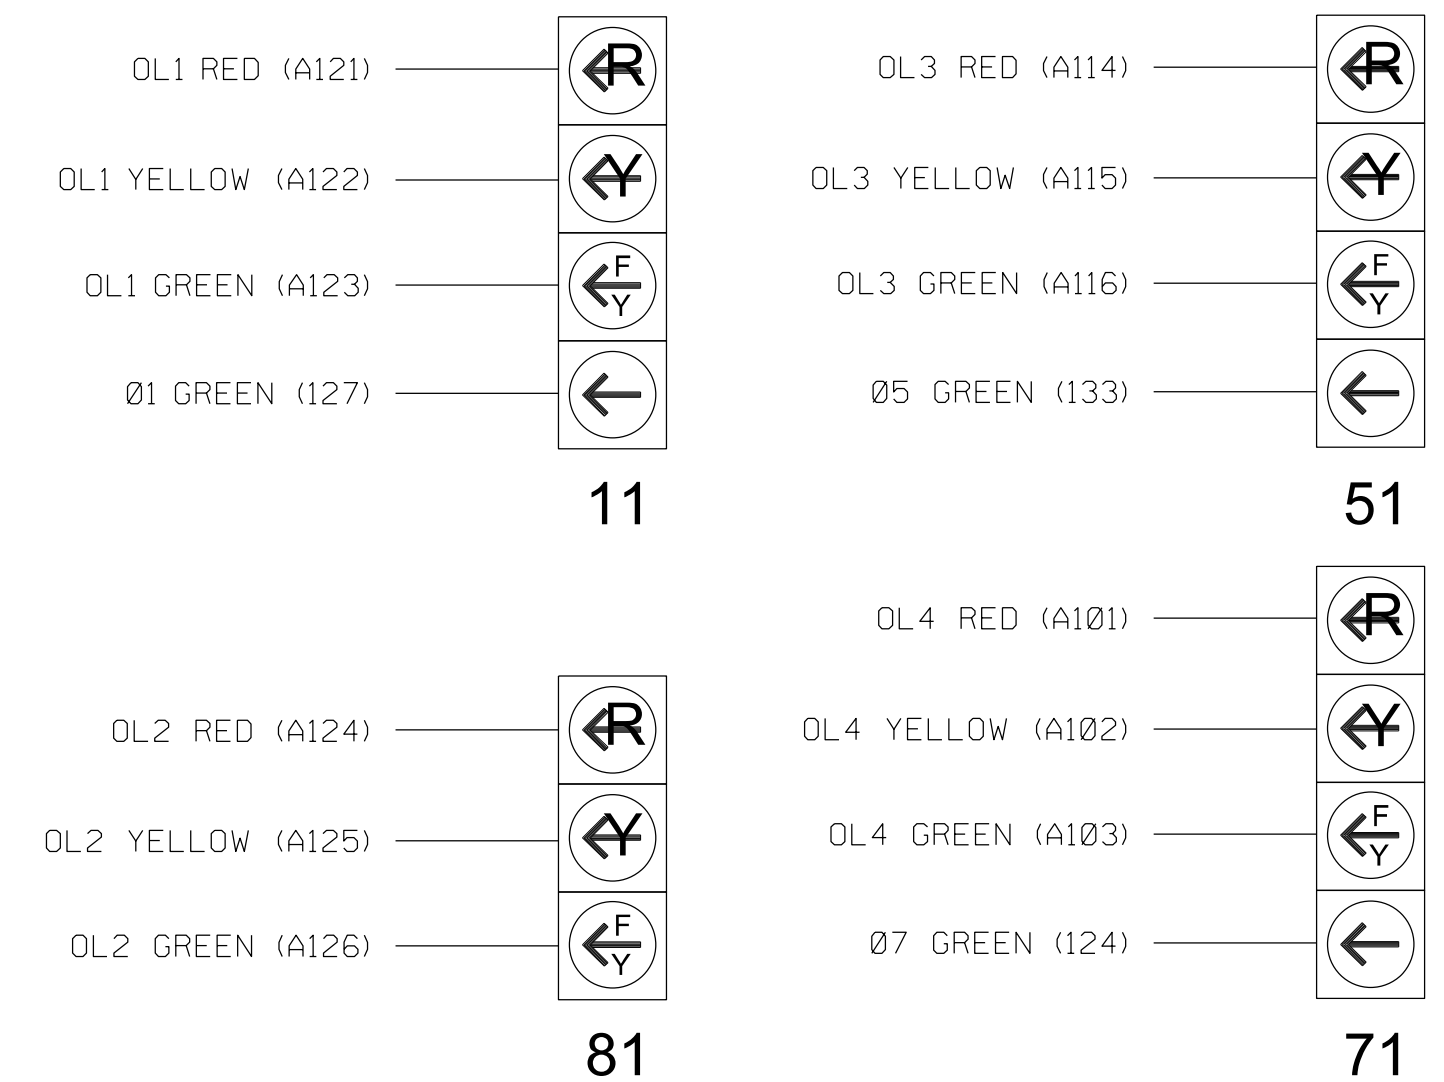 OL1 RED (A121)
R
OL1 YELLOW (A122)
Y
OL1 GREEN (A123)
F
Y
Ø1 GREEN (127)
11
OL3 RED (A114)
R
OL3 YELLOW (A115)
Y
OL3 GREEN (A116)
F
Y
Ø5 GREEN (133)
51
OL2 RED (A124)
R
OL2 YELLOW (A125)
Y
OL2 GREEN (A126)
F
Y
81
OL4 RED (A1Ø1)
R
OL4 YELLOW (A1Ø2)
Y
OL4 GREEN (A1Ø3)
F
Y
Ø7 GREEN (124)
71